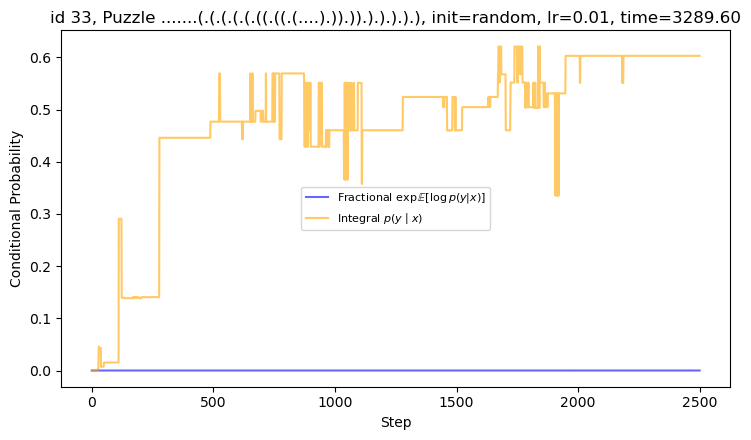 id 33, Puzzle .......(.(.(.(.(.((.((.(....).)).)).).).).).), init=random, lr=0.01, time=3289.60
Conditional Probability
0.6
0.5
0.4
0.3
0.2
0.1
0.0
Fractional exp𝔼[log p(y|x)]
Integral p(y | x)
0 500 1000 1500 2000 2500
Step